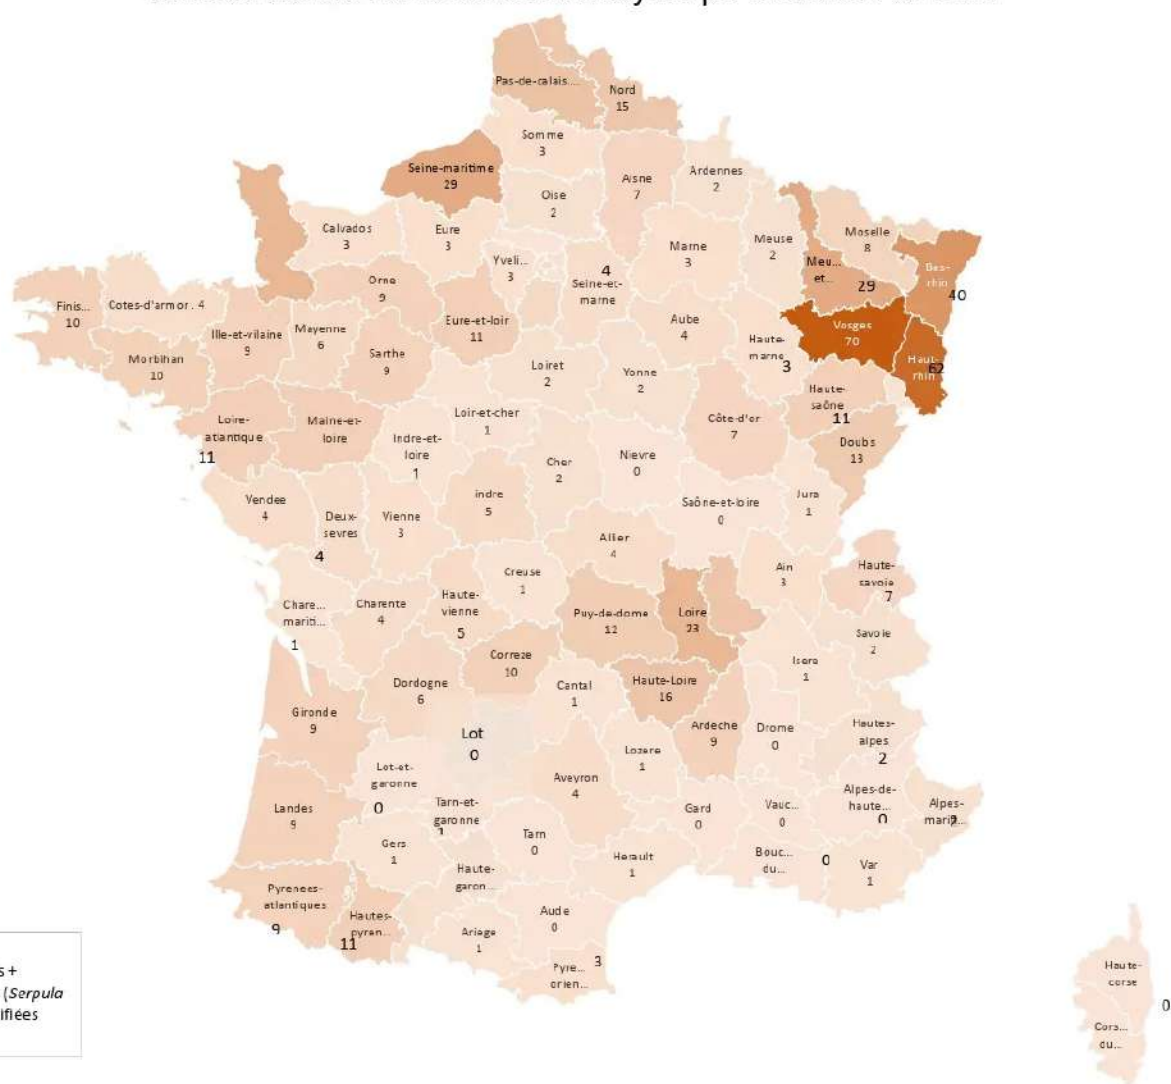 Pas-de-calais....
Nord
15
Somme
3
Seine-maritime
29
Oise
2
Aisne
7
Ardennes
2
Calvados
3
Eure
3
Yveli...
3
4
Seine-et-
marne
Marne
3
Meuse
2
Moselle
8
Meu...
et...
29
Bas-
rhin
40
Finis...
10
Cotes-d'armor . 4
Orne
9
Ille-et-vilaine
9
Mayenne
6
Eure-et-loir
11
Aube
4
Haute-
marne
3
Vosges
70
Haut-
rhin
62
Morbihan
10
Sarthe
9
Loiret
2
Yonne
2
Haute-
saône
11
Loire-
atlantique
11
Maine-et-
loire
Loir-et-cher
1
Indre-et-
loire
1
Côte-d'or
7
Doubs
13
Cher
2
Nievre
0
Vendee
4
Deux-
sevres
4
Vienne
3
indre
5
Saône-et-loire
0
Jura
1
Allier
4
Creuse
1
Ain
3
Haute-
savoie
7
Chare...
mariti...
1
Charente
4
Haute-
vienne
5
Puy-de-dome
12
Loire
23
Savoie
2
Correze
10
Isere
1
Dordogne
6
Cantal
1
Haute-Loire
16
Gironde
9
Lot
0
Ardeche
9
Drome
0
Hautes-
alpes
2
Lozere
1
Lot-et-
garonne
0
Aveyron
4
Landes
9
Tarn-et-
garonne
1
Gard
0
Vauc...
0
Alpes-de-
haute...
0
Alpes-
marit...
2
Gers
1
Tarn
0
Herault
1
Bouc...
du...
0
Var
1
Haute-
garon...
Pyrenees-
atlantiques
9
Hautes-
pyren...
11
Ariege
1
Aude
0
Pyre...
orien...
3
s +
(Serpula
ifiées
Haute-
corse
0
Cors...
du...